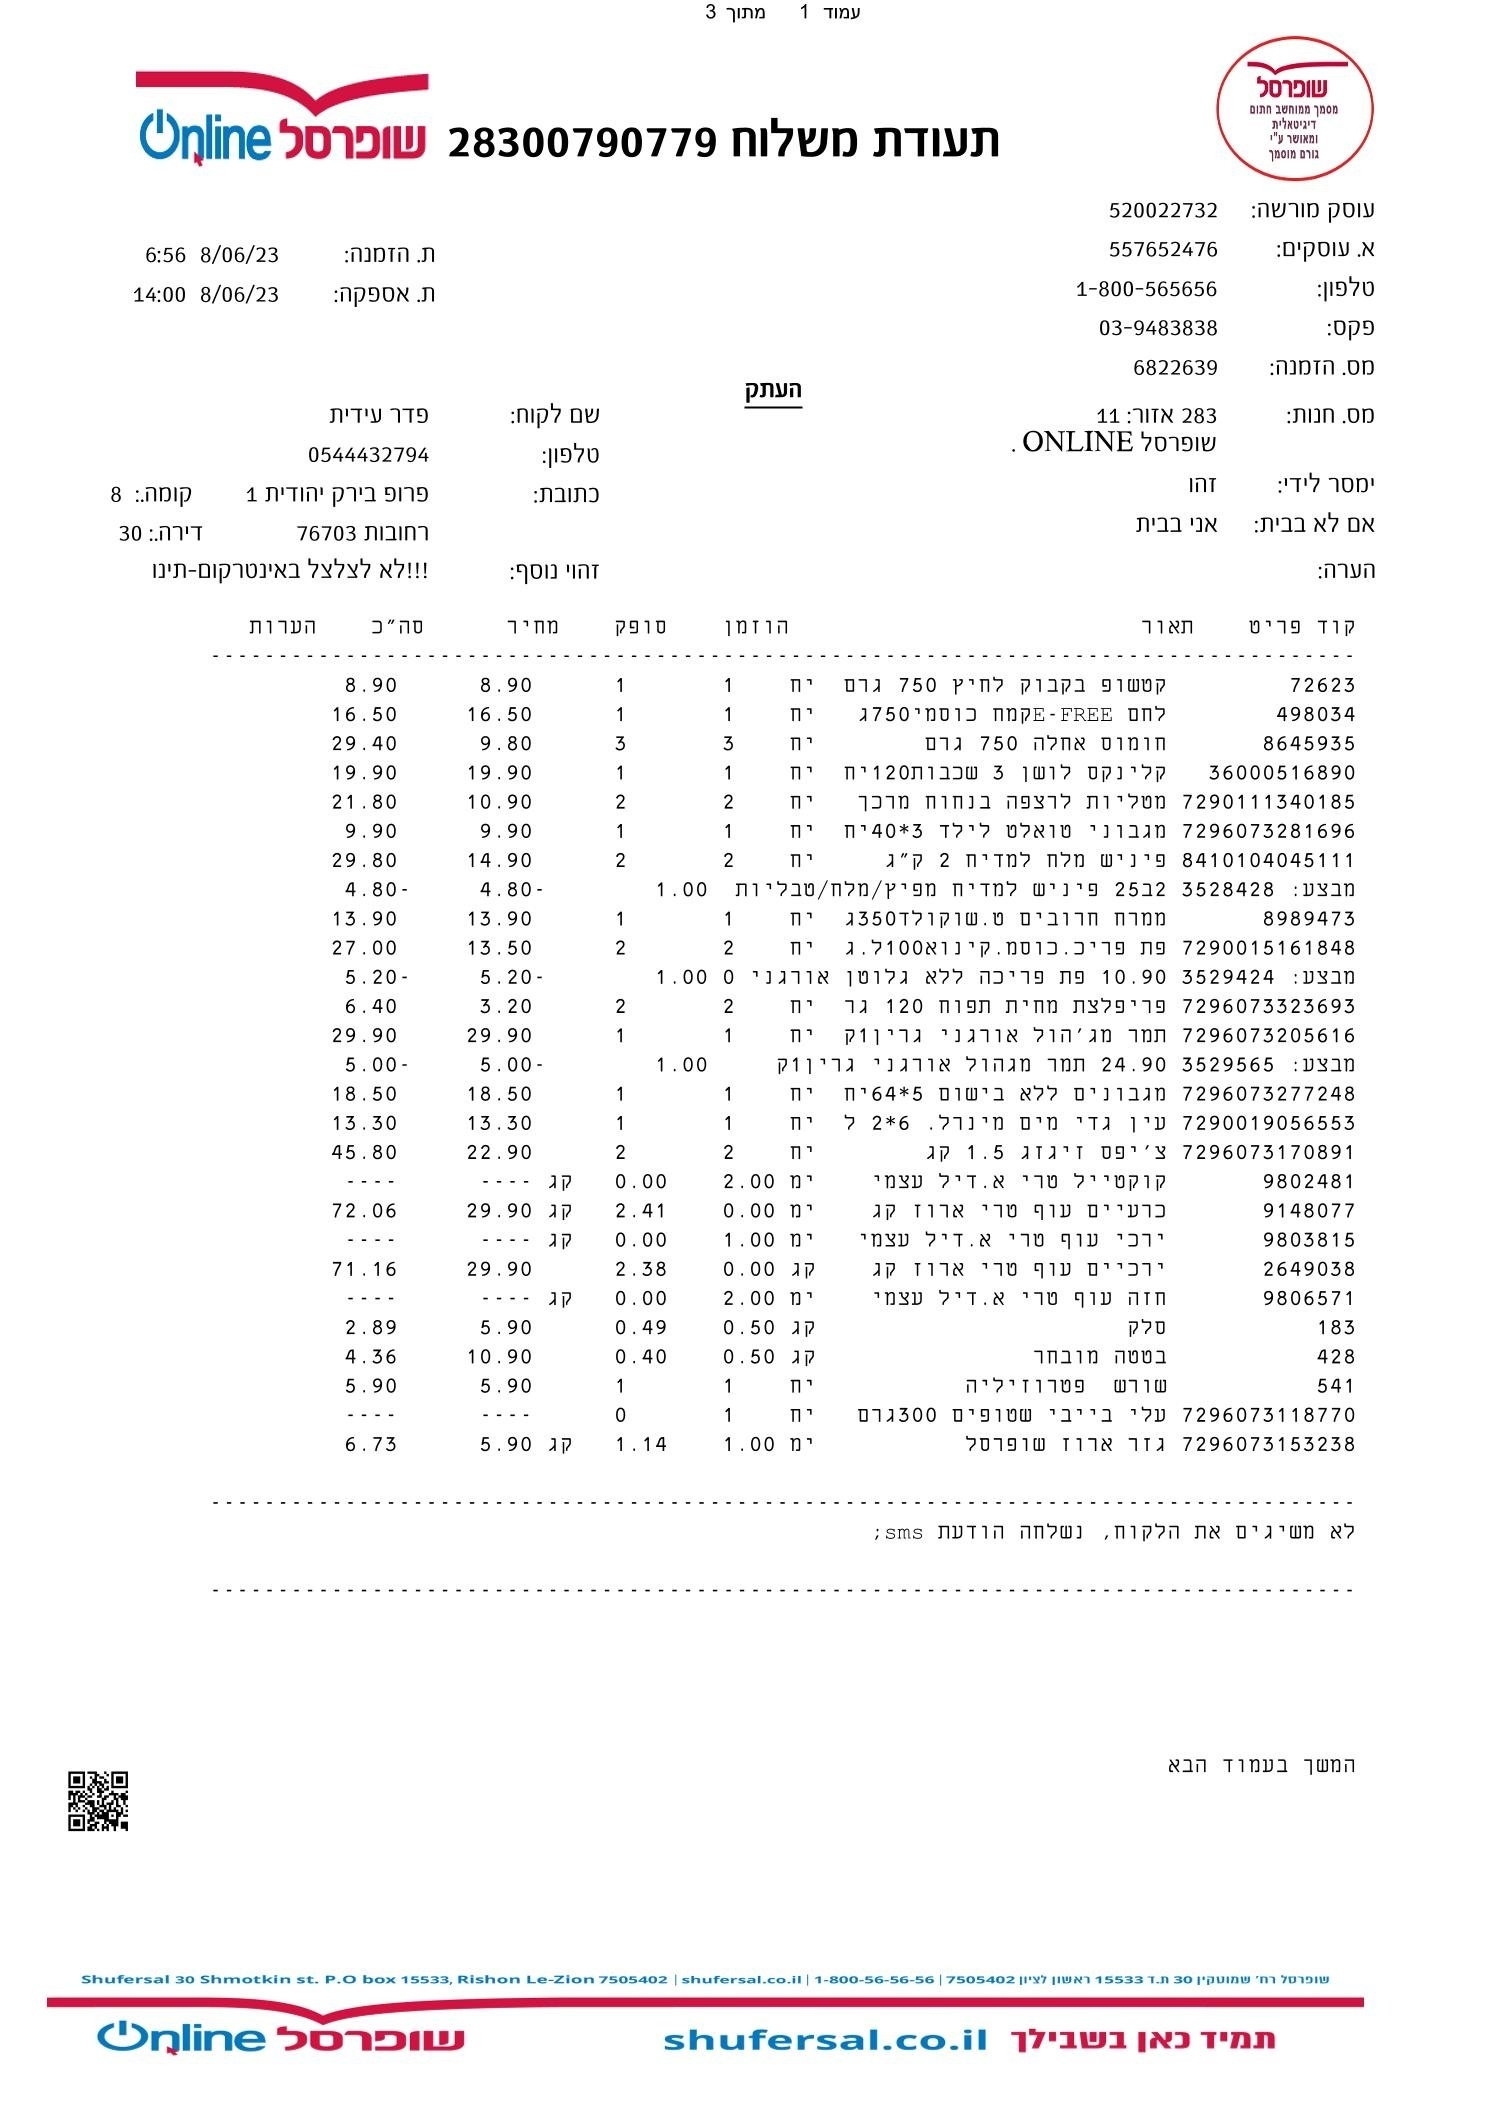 עמוד 1 מתוך 3
שופרסל
מסמך ממוחשב חתום
דיגיטאלית
ומאושר ע"י
גורם מוסמך
תעודת משלוח 28300790779
שופרסל Online
עוסק מורשה: 520022732
א. עוסקים: 557652476
ת. הזמנה: 8/06/23 6:56
טלפון: 1-800-565656
ת. אספקה: 8/06/23 14:00
פקס: 03-9483838
מס. הזמנה: 6822639
העתק
מס. חנות: 283 אזור: 11
שם לקוח: פדר עידית
שופרסל ONLINE .
טלפון: 0544432794
ימסר לידי: זהו
כתובת: פרופ בירק יהודית 1 קומה.: 8
אם לא בבית: אני בבית
רחובות 76703 דירה.: 30
הערה:
זהוי נוסף: !!!לא לצלצל באינטרקום-תינו
קוד פריט תאור הוזמן סופק מחיר סה"כ הערות
72623 קטשופ בקבוק לחיץ 750 גרם יח 1 1 8.90 8.90
498034 לחם E-FREEקמח כוסמי750ג יח 1 1 16.50 16.50
8645935 חומוס אחלה 750 גרם יח 3 3 9.80 29.40
36000516890 קלינקס לושן 3 שכבות120יח יח 1 1 19.90 19.90
7290111340185 מטליות לרצפה בנחוח מרכך יח 2 2 10.90 21.80
7296073281696 מגבוני טואלט לילד 3*40יח יח 1 1 9.90 9.90
8410104045111 פיניש מלח למדיח 2 ק"ג יח 2 2 14.90 29.80
מבצע: 3528428 2ב25 פיניש למדיח מפיץ/מלח/טבליות 1.00 4.80- 4.80-
8989473 ממרח חרובים ט.שוקולד350ג יח 1 1 13.90 13.90
7290015161848 פת פריכ.כוסמ.קינוא100ל.ג יח 2 2 13.50 27.00
מבצע: 3529424 10.90 פת פריכה ללא גלוטן אורגני 0 1.00 5.20- 5.20-
7296073323693 פריפלצת מחית תפוח 120 גר יח 2 2 3.20 6.40
7296073205616 תמר מג'הול אורגני גרין1ק יח 1 1 29.90 29.90
מבצע: 3529565 24.90 תמר מגהול אורגני גרין1ק 1.00 5.00- 5.00-
7296073277248 מגבונים ללא בישום 5*64יח יח 1 1 18.50 18.50
7290019056553 עין גדי מים מינרל. 6*2 ל יח 1 1 13.30 13.30
7296073170891 צ'יפס זיגזג 1.5 קג יח 2 2 22.90 45.80
9802481 קוקטייל טרי א.דיל עצמי ימ 2.00 0.00 קג ---- ----
9148077 כרעיים עוף טרי ארוז קג ימ 0.00 2.41 קג 29.90 72.06
9803815 ירכי עוף טרי א.דיל עצמי ימ 1.00 0.00 קג ---- ----
2649038 ירכיים עוף טרי ארוז קג קג 0.00 2.38 29.90 71.16
9806571 חזה עוף טרי א.דיל עצמי ימ 2.00 0.00 קג ---- ----
183 סלק קג 0.50 0.49 5.90 2.89
428 בטטה מובחר קג 0.50 0.40 10.90 4.36
541 שורש פטרוזיליה יח 1 1 5.90 5.90
7296073118770 עלי בייבי שטופים 300גרם יח 1 0 ---- ----
7296073153238 גזר ארוז שופרסל ימ 1.00 1.14 קג 5.90 6.73
לא משיגים את הלקוח, נשלחה הודעת sms;
המשך בעמוד הבא
שופרסל רח' שמוטקין 30 ת.ד 15533 ראשון לציון 7505402 | 1-800-56-56-56 | shufersal.co.il | Shufersal 30 Shmotkin st. P.O box 15533, Rishon Le-Zion 7505402
תמיד כאן בשבילך shufersal.co.il
שופרסל Online